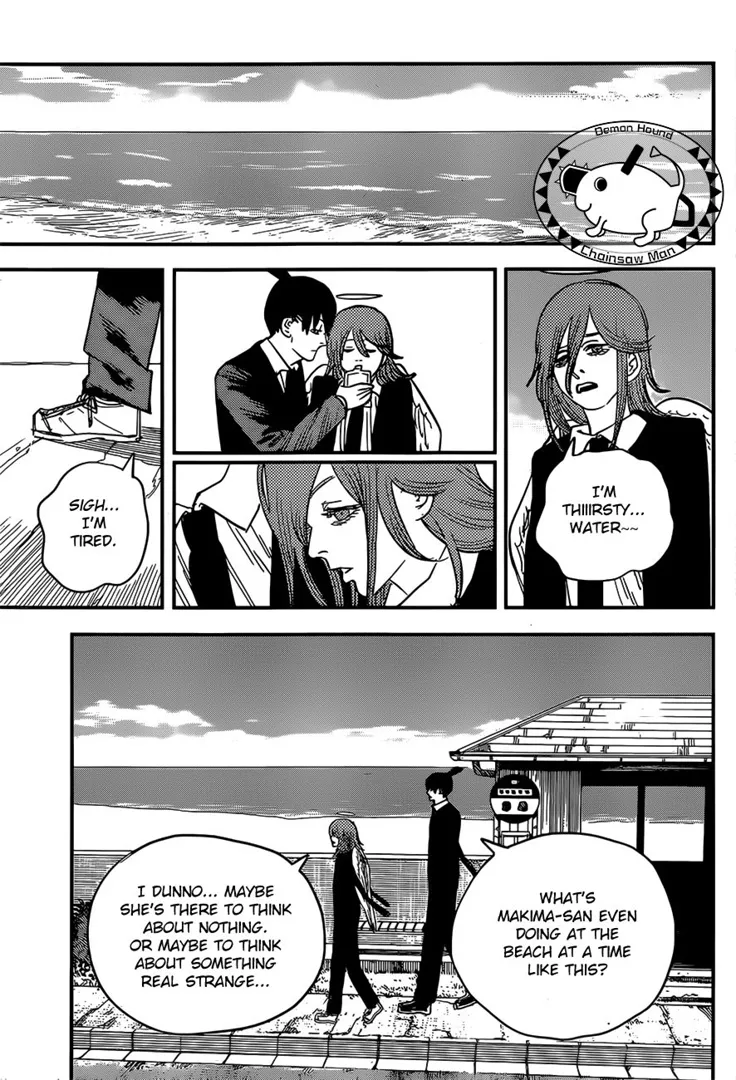 Demon Hound
Chainsaw Man
I'M
THIIIRSTY...
WATER~~
SIGH...
I'M
TIRED.
WHAT'S
MAKIMA-SAN EVEN
DOING AT THE
BEACH AT A TIME
LIKE THIS?
I DUNNO... MAYBE
SHE'S THERE TO THINK
ABOUT NOTHING.
OR MAYBE TO THINK
ABOUT SOMETHING
REAL STRANGE...